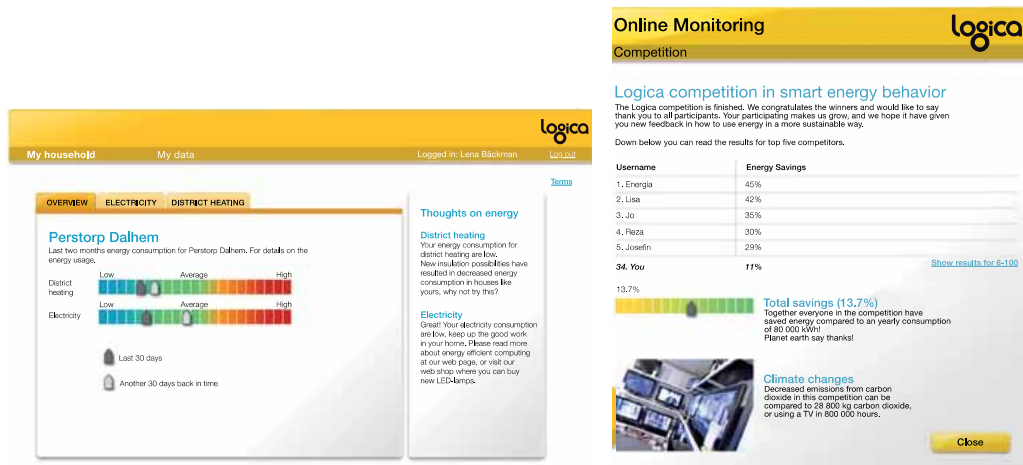 logica
My household
My data
Logged in: Lena Bäckman
Log out
Terms
OVERVIEW
ELECTRICITY
DISTRICT HEATING
Perstorp Dalhem
Last two months energy consumption for Perstorp Dalhem. For details on the
energy usage.
Low
Average
High
District
heating
Low
Average
High
Electricity
Last 30 days
Another 30 days back in time
Thoughts on energy
District heating
Your energy consumption for
district heating are low.
New insulation possibilities have
resulted in decreased energy
consumption in houses like
yours, why not try this?
Electricity
Great! Your electricity consumption
are low, keep up the good work
in your home. Please read more
about energy efficient computing
at our web page, or visit our
web shop where you can buy
new LED-lamps.
Online Monitoring
logica
Competition
Logica competition in smart energy behavior
The Logica competition is finished. We congratulates the winners and would like to say
thank you to all participants. Your participating makes us grow, and we hope it have given
you new feedback in how to use energy in a more sustainable way.
Down below you can read the results for top five competitors.
Username Energy Savings
1. Energia 45%
2. Lisa 42%
3. Jo 35%
4. Reza 30%
5. Josefin 29%
34. You 11%
Show results for 6-100
13.7%
Total savings (13.7%)
Together everyone in the competition have
saved energy compared to an yearly consumption
of 80 000 kWh!
Planet earth say thanks!
Climate changes
Decreased emissions from carbon
dioxide in this competition can be
compared to 28 800 kg carbon dioxide,
or using a TV in 800 000 hours.
Close